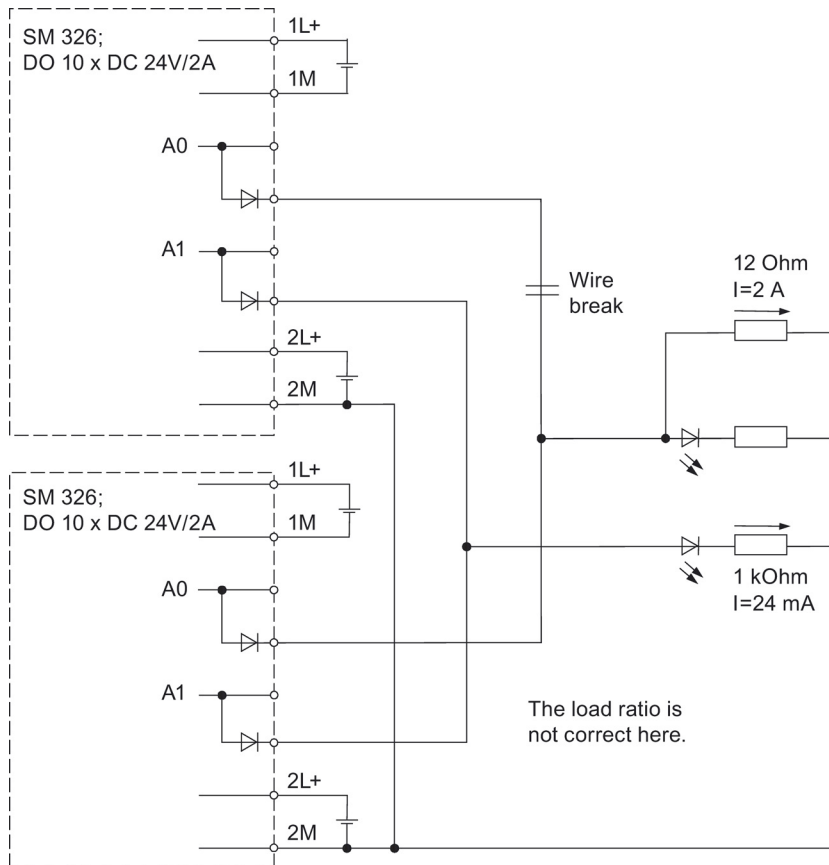 SM 326;
DO 10 x DC 24V/2A
1L+
1M
A0
A1
2L+
2M
Wire
break
12 Ohm
I=2 A
SM 326;
DO 10 x DC 24V/2A
1L+
1M
A0
A1
2L+
2M
1 kOhm
I=24 mA
The load ratio is
not correct here.